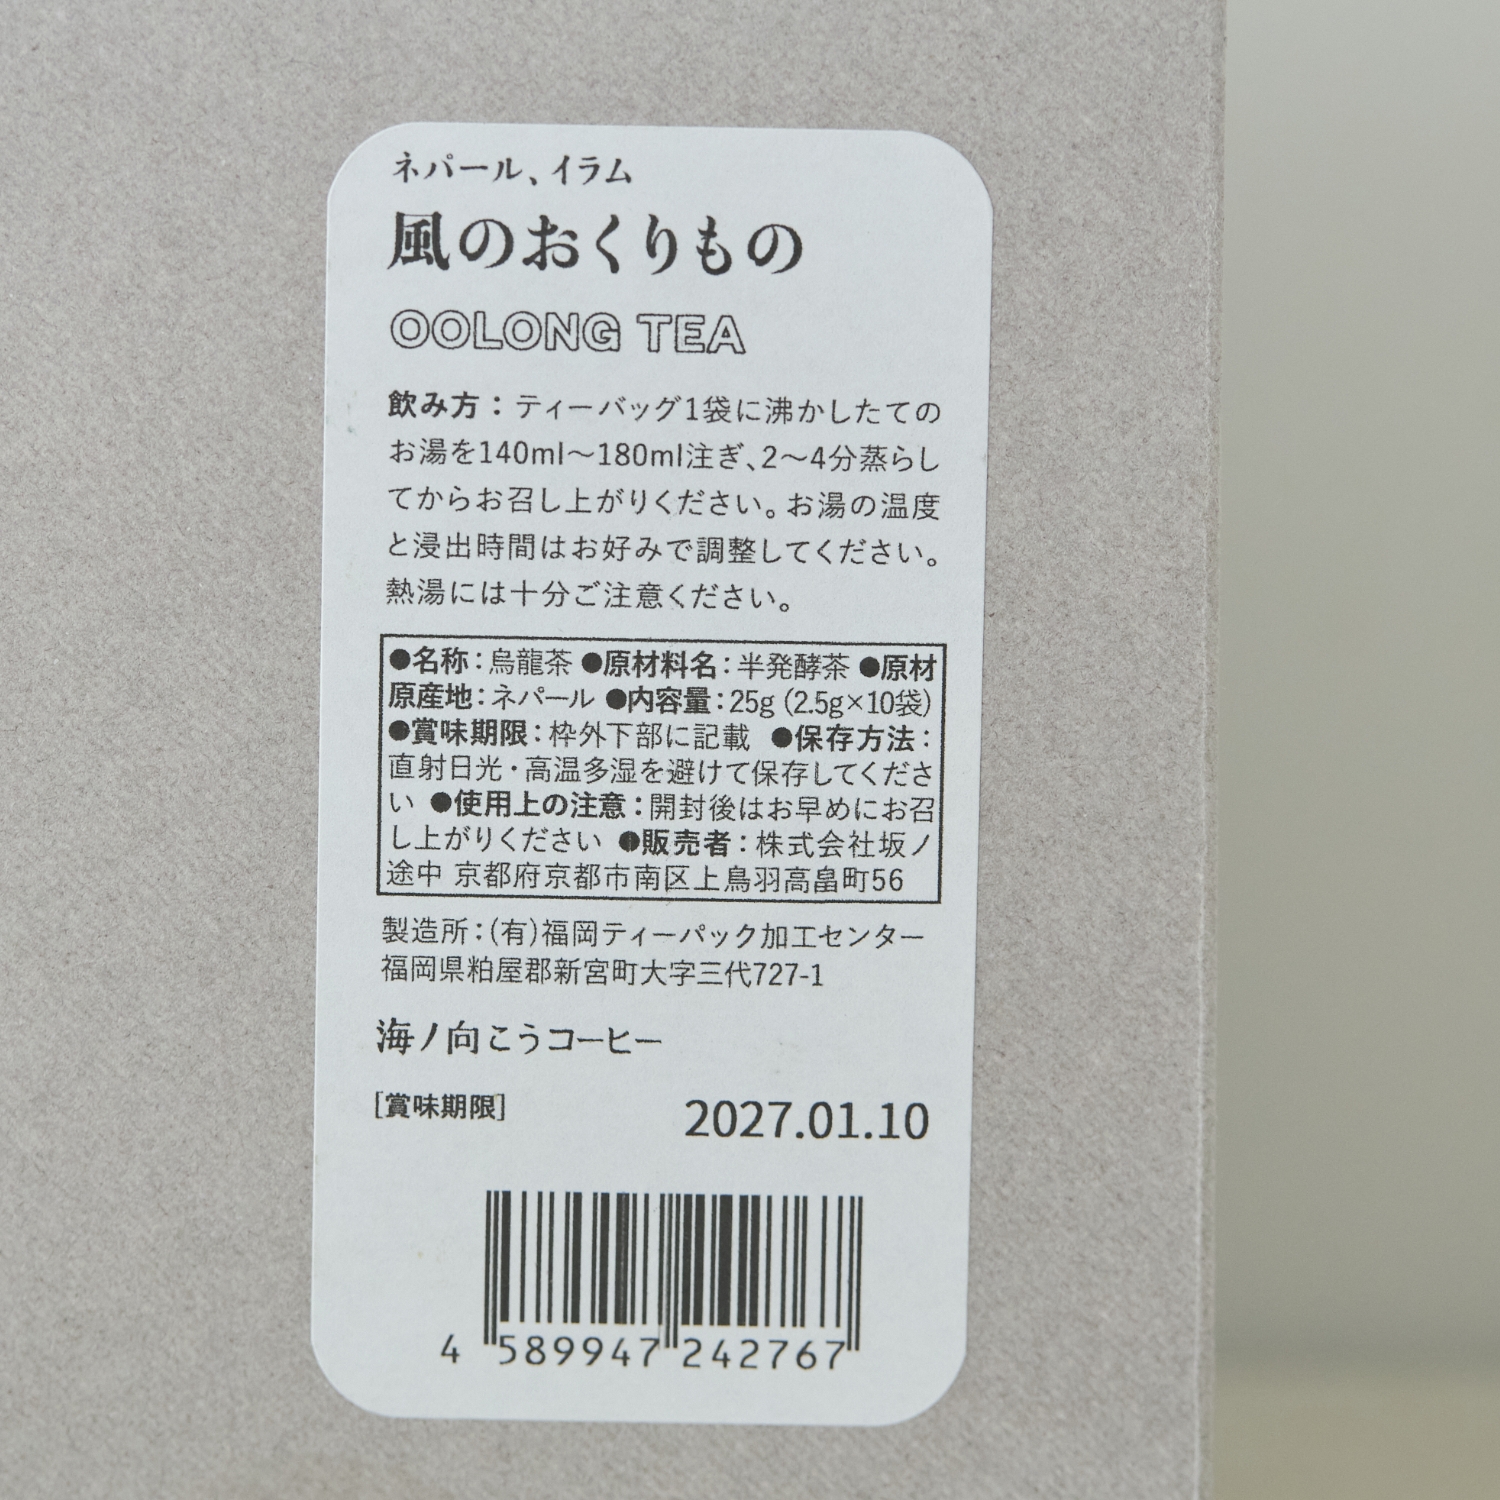 ネパール、イラム
風のおくりもの
OOLONG TEA
飲み方：ティーバッグ1袋に沸かしたての
お湯を140ml〜180ml注ぎ、2〜4分蒸らし
てからお召し上がりください。お湯の温度
と浸出時間はお好みで調整してください。
熱湯には十分ご注意ください。
●名称：烏龍茶 ●原材料名：半発酵茶 ●原材
原産地：ネパール ●内容量：25g (2.5g×10袋)
●賞味期限：枠外下部に記載 ●保存方法：
直射日光・高温多湿を避けて保存してくださ
い ●使用上の注意：開封後はお早めにお召
し上がりください ●販売者：株式会社坂ノ
途中 京都府京都市南区上鳥羽高畠町56
製造所：(有)福岡ティーパック加工センター
福岡県粕屋郡新宮町大字三代727-1
海ノ向こうコーヒー
[賞味期限] 2027.01.10
4 589947 242767